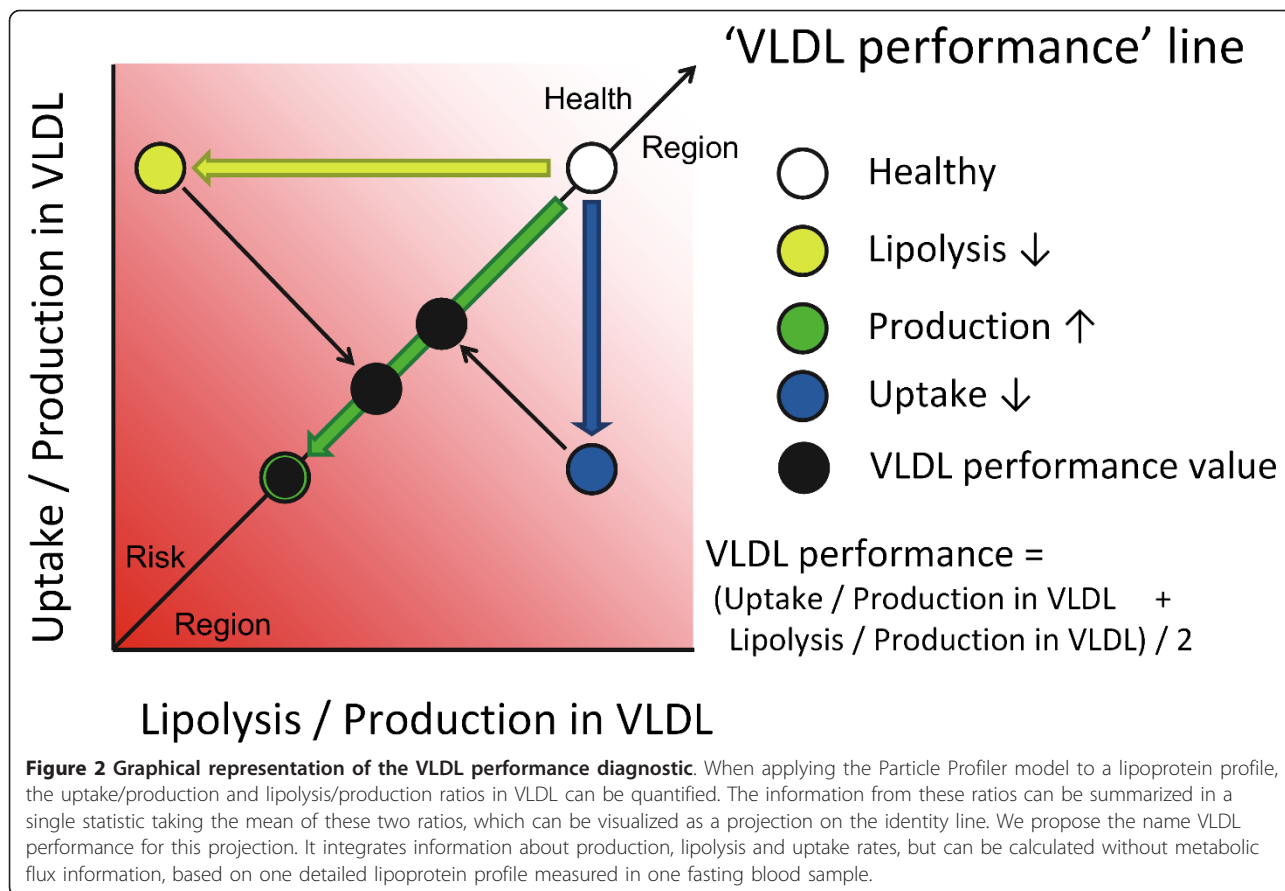 'VLDL performance' line
Health
Region
Uptake / Production in VLDL
Healthy
Lipolysis ↓
Production ↑
Uptake ↓
VLDL performance value
Risk
Region
VLDL performance =
(Uptake / Production in VLDL +
Lipolysis / Production in VLDL) / 2
Lipolysis / Production in VLDL
Figure 2 Graphical representation of the VLDL performance diagnostic. When applying the Particle Profiler model to a lipoprotein profile,
the uptake/production and lipolysis/production ratios in VLDL can be quantified. The information from these ratios can be summarized in a
single statistic taking the mean of these two ratios, which can be visualized as a projection on the identity line. We propose the name VLDL
performance for this projection. It integrates information about production, lipolysis and uptake rates, but can be calculated without metabolic
flux information, based on one detailed lipoprotein profile measured in one fasting blood sample.